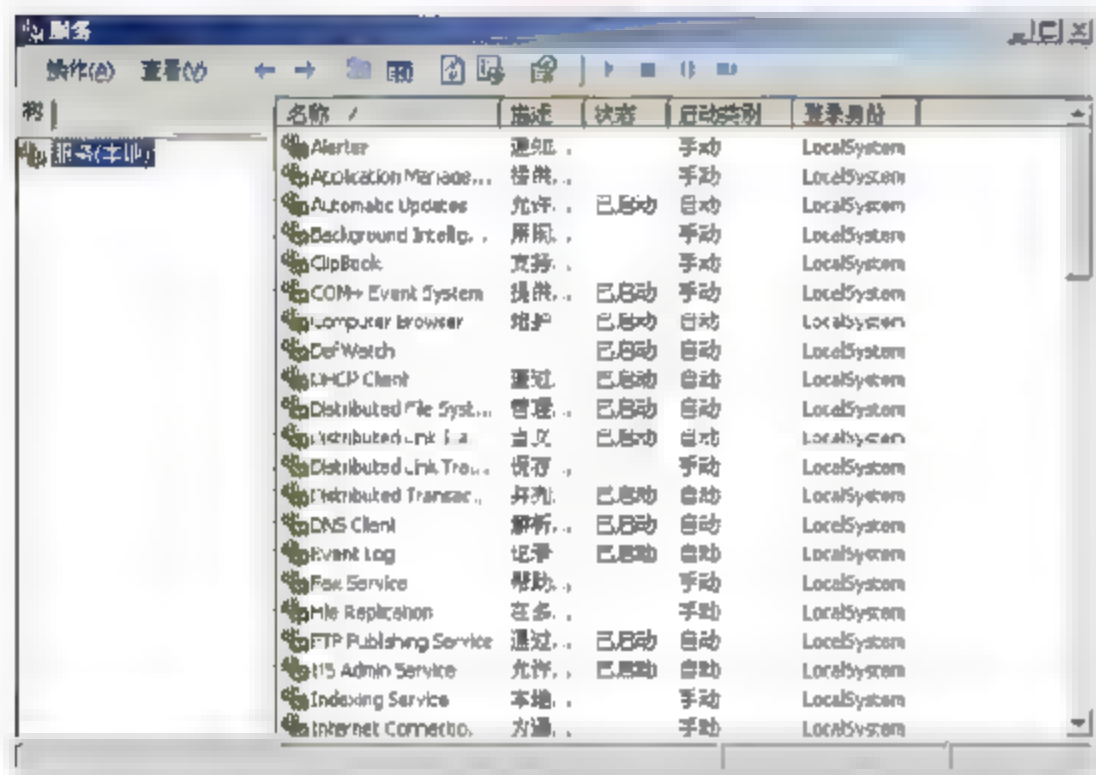 服务
操作(A) 查看(V)
树
名称 / 描述 状态 启动类别 登录身份
服务(本地)
Alerter 通知.. 手动 LocalSystem
Application Manage... 提供... 手动 LocalSystem
Automatic Updates 允许... 已启动 自动 LocalSystem
Background Intellig... 手动 LocalSystem
ClipBook 支持... 手动 LocalSystem
COM+ Event System 提供... 已启动 手动 LocalSystem
Computer Browser 维护 已启动 自动 LocalSystem
DefWatch 已启动 自动 LocalSystem
DHCP Client 通过. 已启动 自动 LocalSystem
Distributed File Syst... 管理... 已启动 自动 LocalSystem
Distributed Link 已启动 自动 LocalSystem
Distributed Link Tra... 保存 .. 手动 LocalSystem
Distributed Transac... 并列. 已启动 自动 LocalSystem
DNS Client 解析... 已启动 自动 LocalSystem
Event Log 记录 已启动 自动 LocalSystem
Fax Service 帮助... 手动 LocalSystem
File Replication 在多... 手动 LocalSystem
FTP Publishing Service 通过... 已启动 自动 LocalSystem
IIS Admin Service 允许... 已启动 自动 LocalSystem
Indexing Service 本地... 手动 LocalSystem
Internet Connectio. 为通... 手动 LocalSystem